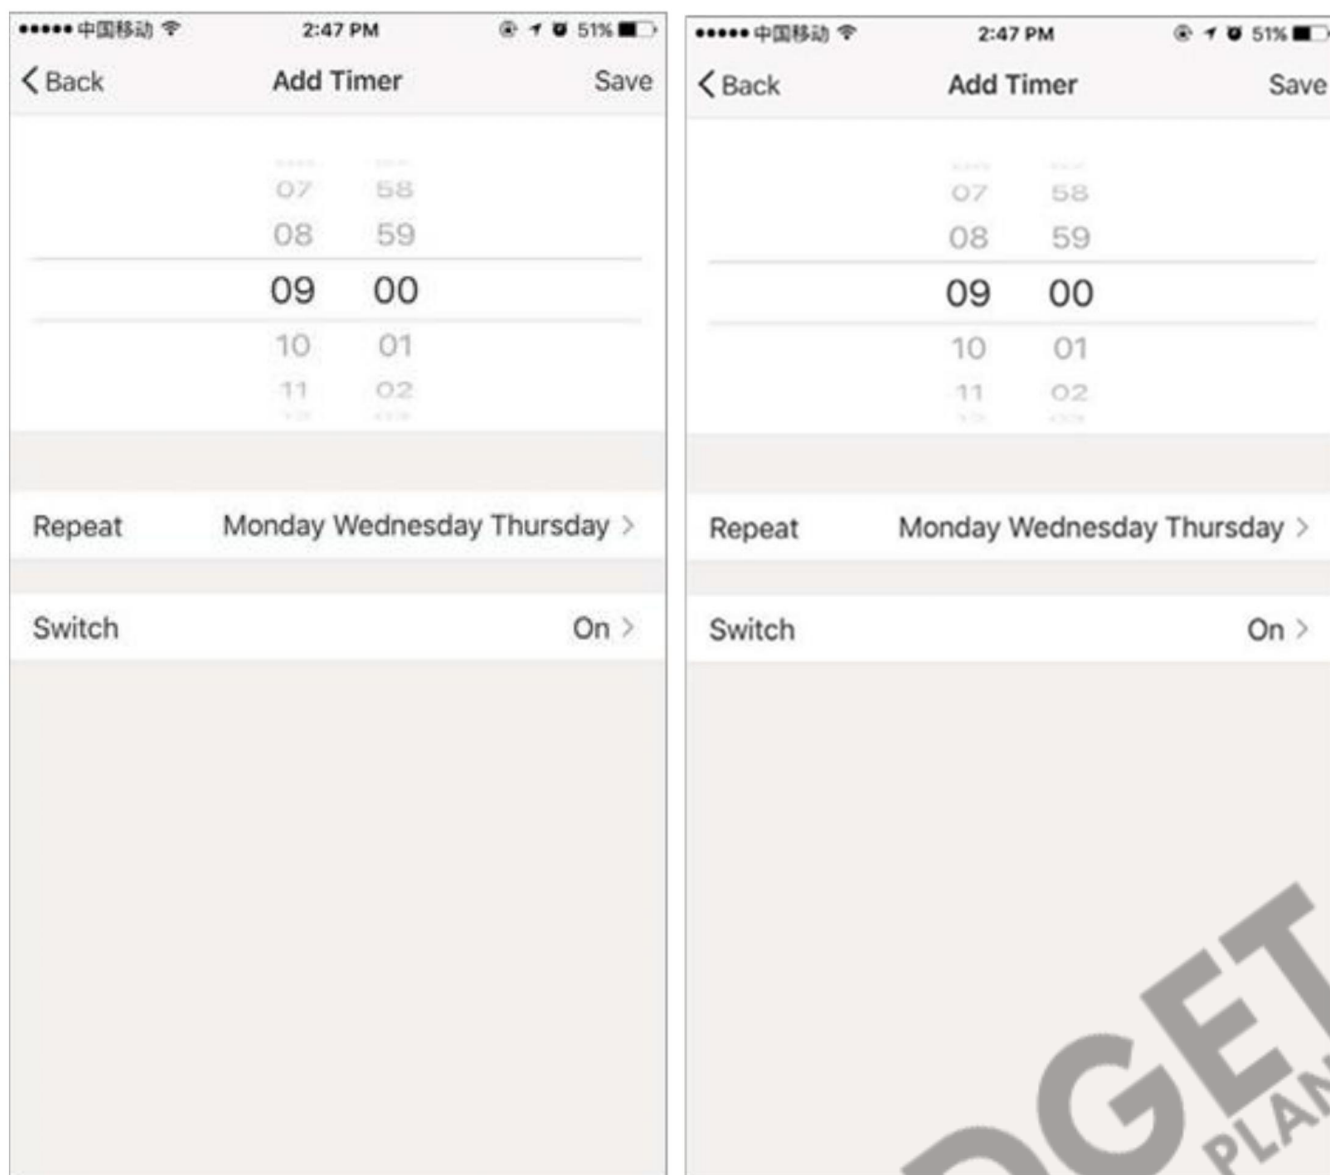 ●●●●● 中国移动 2:47 PM 51%
Back Add Timer Save
07 58
08 59
09 00
10 01
11 02
Repeat Monday Wednesday Thursday >
Switch On >
●●●●● 中国移动 2:47 PM 51%
Back Add Timer Save
07 58
08 59
09 00
10 01
11 02
Repeat Monday Wednesday Thursday >
Switch On >
DGET
PLAN